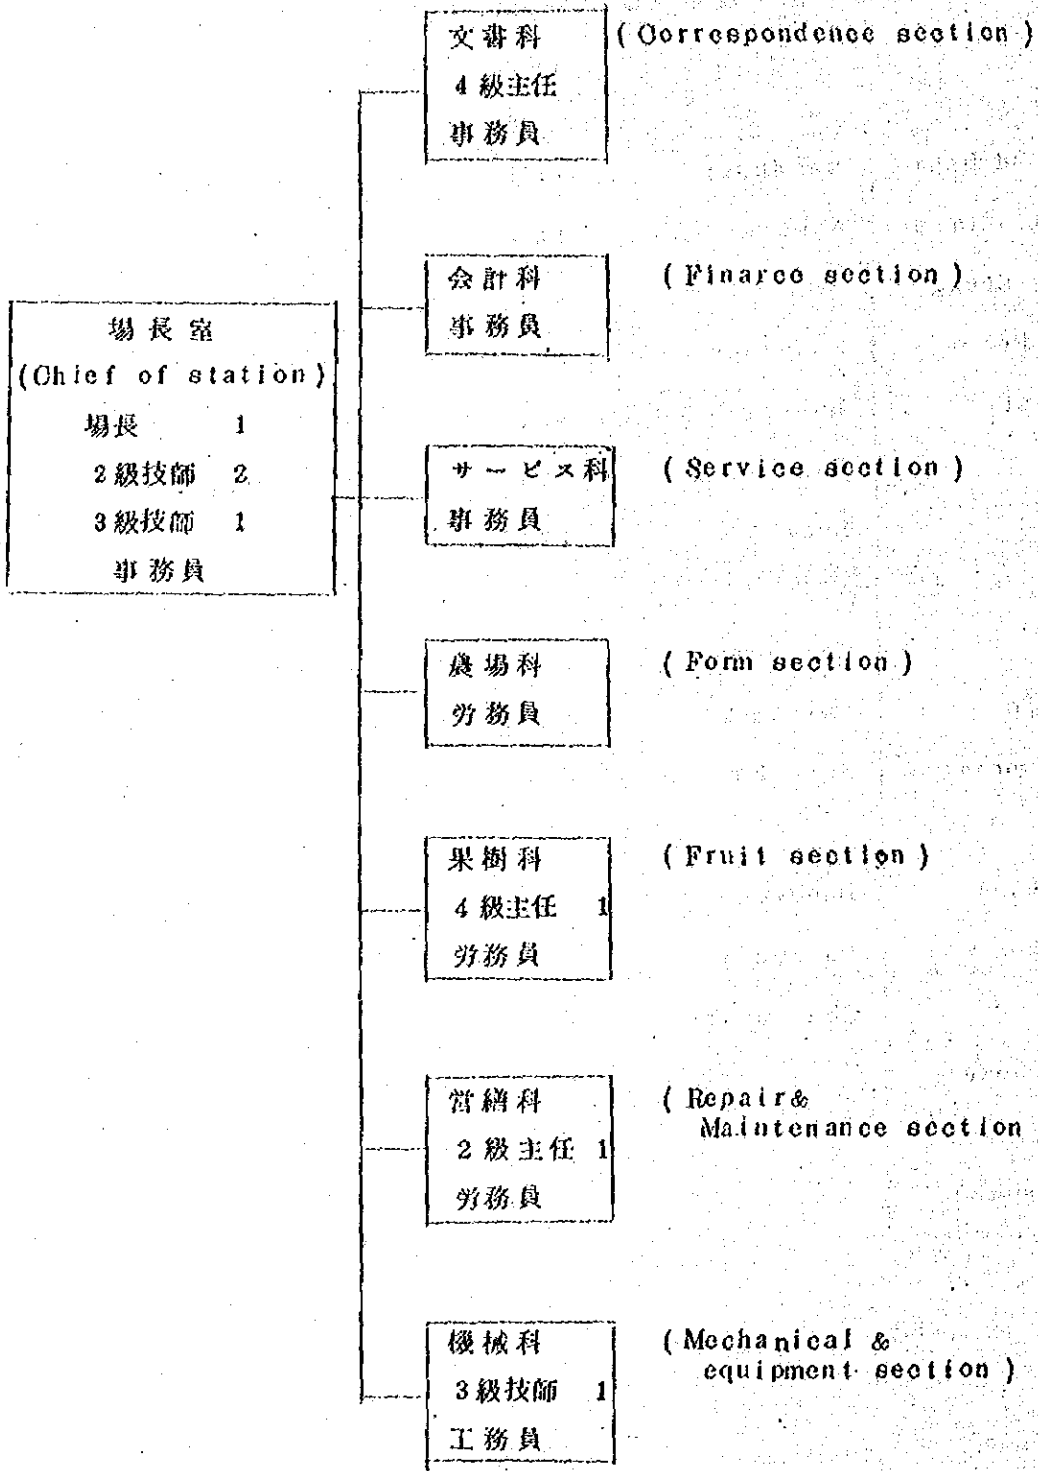 文書科 (Correspondence section)
4級主任
事務員
会計科 (Finarce section)
事務員
場長室
(Chief of station)
場長 1
2級技師 2
3級技師 1
事務員
サービス科 (Service section)
事務員
農場科 (Form section)
労務員
果樹科 (Fruit section)
4級主任 1
労務員
営繕科 (Repair&
Maintenance section
2級主任 1
労務員
機械科 (Mechanical &
equipment section)
3級技師 1
工務員